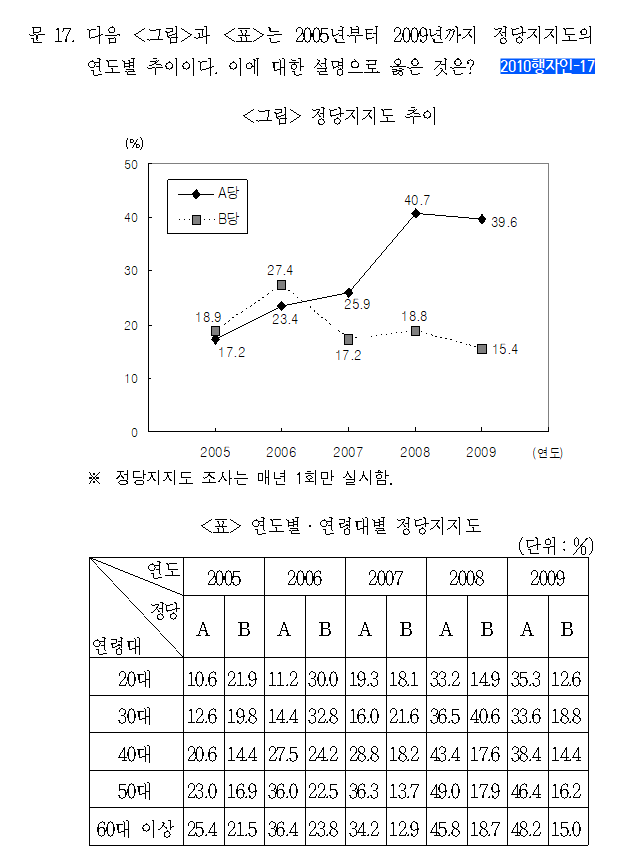 문 17. 다음 <그림>과 <표>는 2005년부터 2009년까지 정당지지도의
연도별 추이이다. 이에 대한 설명으로 옳은 것은? 2010행자인-17
<그림> 정당지지도 추이
(%)
50
40
30
20
10
0
A당
B당
40.7
39.6
27.4
25.9
23.4
18.9
17.2
17.2
18.8
15.4
2005 2006 2007 2008 2009 (연도)
※ 정당지지도 조사는 매년 1회만 실시함.
<표> 연도별·연령대별 정당지지도
(단위 : %)
연도 2005 2006 2007 2008 2009
정당 A B A B A B A B A B
연령대
20대 10.6 21.9 11.2 30.0 19.3 18.1 33.2 14.9 35.3 12.6
30대 12.6 19.8 14.4 32.8 16.0 21.6 36.5 40.6 33.6 18.8
40대 20.6 14.4 27.5 24.2 28.8 18.2 43.4 17.6 38.4 14.4
50대 23.0 16.9 36.0 22.5 36.3 13.7 49.0 17.9 46.4 16.2
60대 이상 25.4 21.5 36.4 23.8 34.2 12.9 45.8 18.7 48.2 15.0